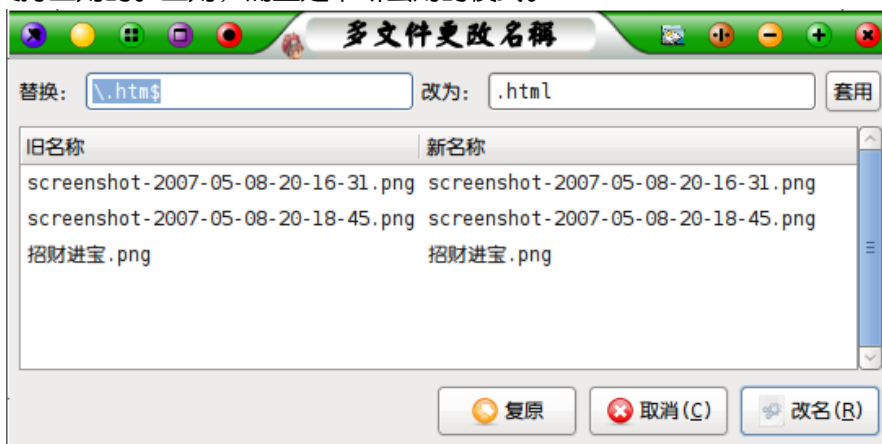 多文件更改名稱
替换： \.htm$ 改为： .html 套用
旧名称 新名称
screenshot-2007-05-08-20-16-31.png screenshot-2007-05-08-20-16-31.png
screenshot-2007-05-08-20-18-45.png screenshot-2007-05-08-20-18-45.png
招财进宝.png 招财进宝.png
复原 取消(C) 改名(R)